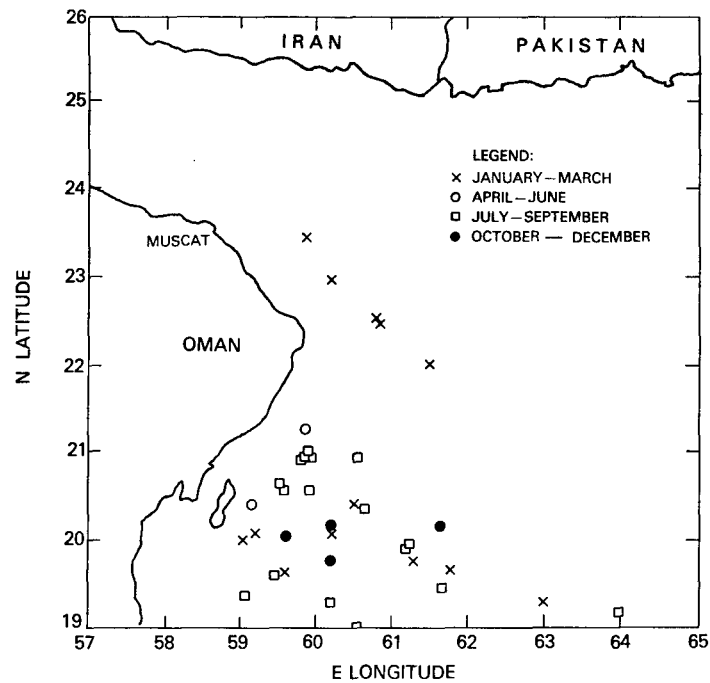 26
IRAN
PAKISTAN
25
LEGEND:
× JANUARY — MARCH
○ APRIL — JUNE
□ JULY — SEPTEMBER
● OCTOBER — DECEMBER
24
MUSCAT
23
N LATITUDE
OMAN
22
21
20
19
57 58 59 60 61 62 63 64 65
E LONGITUDE